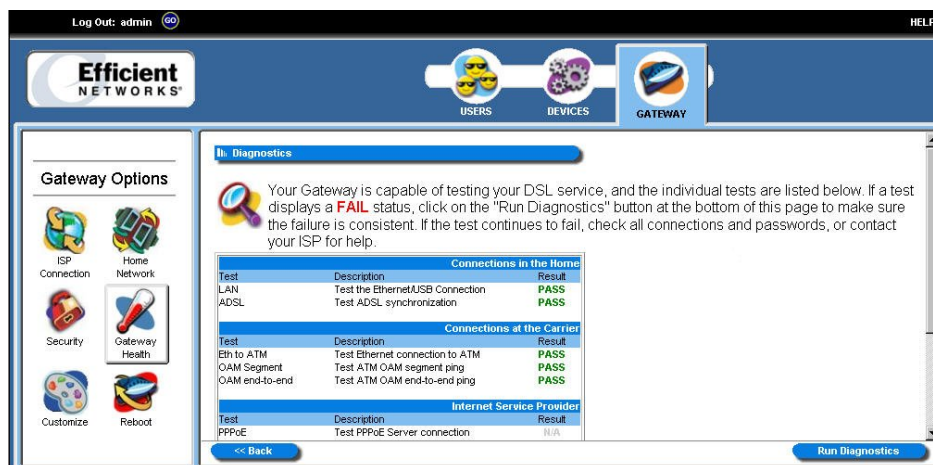 Log Out: admin GO
HELP
Efficient
NETWORKS®
USERS
DEVICES
GATEWAY
Gateway Options
ISP
Connection
Home
Network
Security
Gateway
Health
Customize
Reboot
Diagnostics
Your Gateway is capable of testing your DSL service, and the individual tests are listed below. If a test
displays a FAIL status, click on the "Run Diagnostics" button at the bottom of this page to make sure
the failure is consistent. If the test continues to fail, check all connections and passwords, or contact
your ISP for help.
Connections in the Home
Test Description Result
LAN Test the Ethernet/USB Connection PASS
ADSL Test ADSL synchronization PASS
Connections at the Carrier
Test Description Result
Eth to ATM Test Ethernet connection to ATM PASS
OAM Segment Test ATM OAM segment ping PASS
OAM end-to-end Test ATM OAM end-to-end ping PASS
Internet Service Provider
Test Description Result
PPPoE Test PPPoE Server connection N/A
<< Back
Run Diagnostics